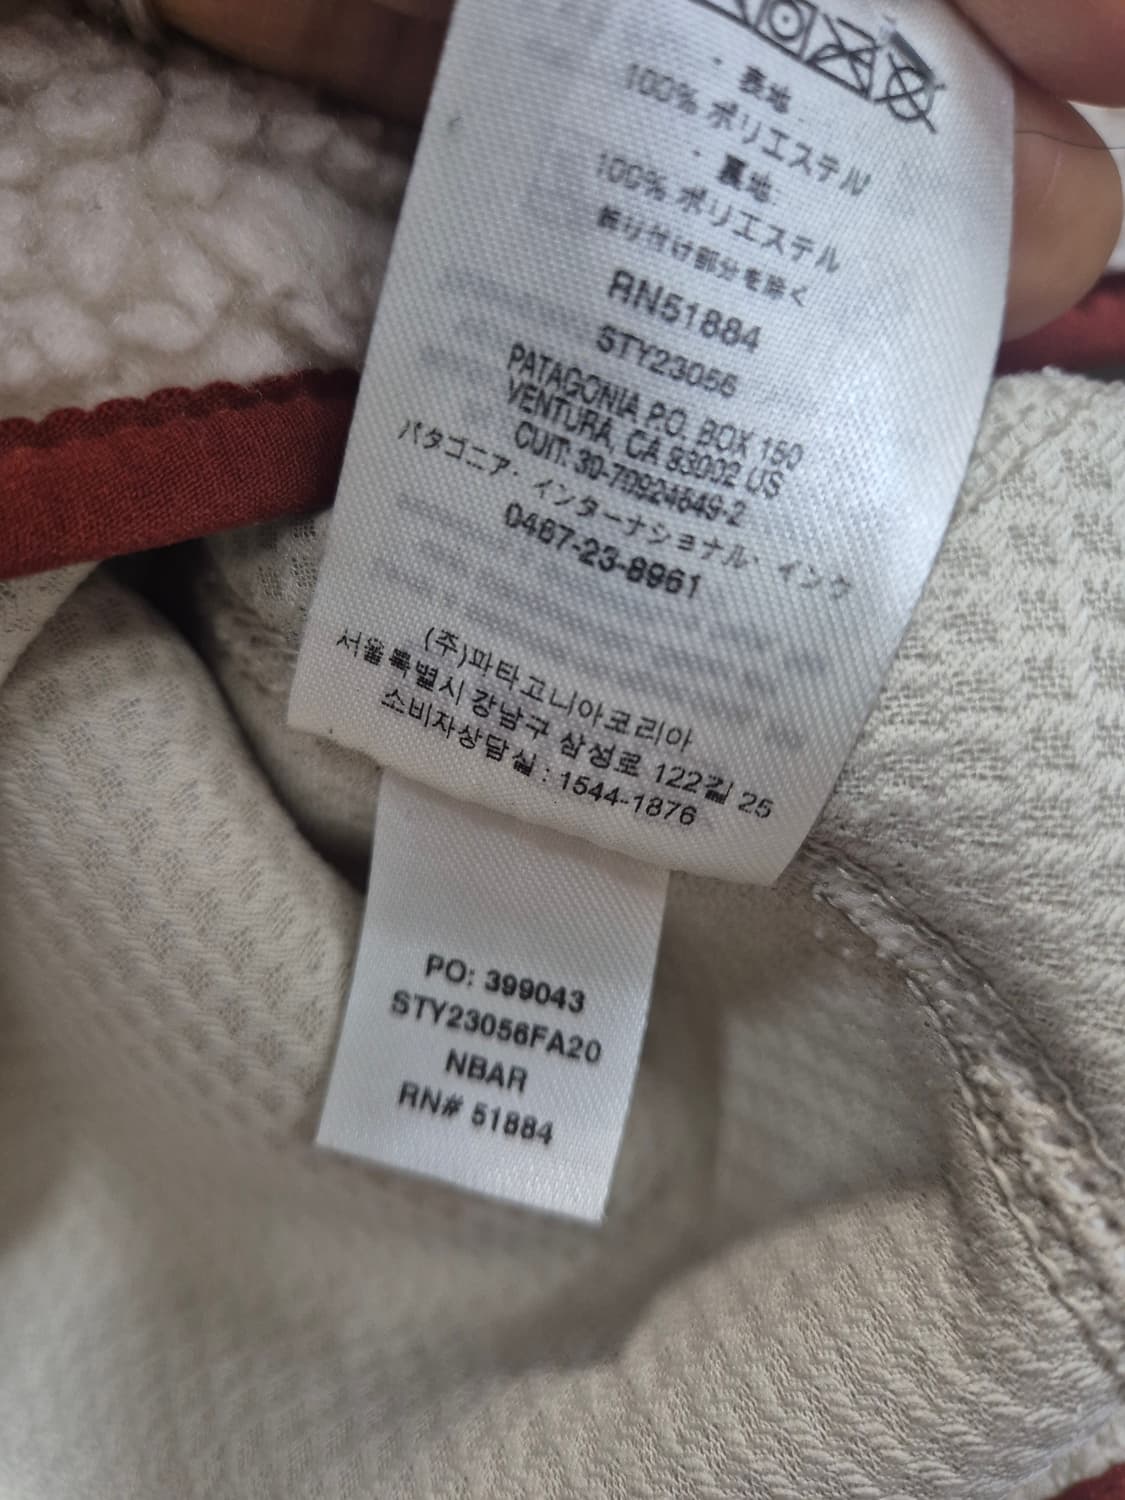 ・表地
100% ポリエステル
・裏地
100% ポリエステル
飾り付け部分を除く
RN51884
STY23056
PATAGONIA P.O. BOX 150
VENTURA, CA 93002 US
CUIT: 30-70924649-2
パタゴニア・インターナショナル・インク
0467-23-8961
(주)파타고니아코리아
서울특별시 강남구 삼성로 122길 25
소비자상담실 : 1544-1876
PO: 399043
STY23056FA20
NBAR
RN# 51884